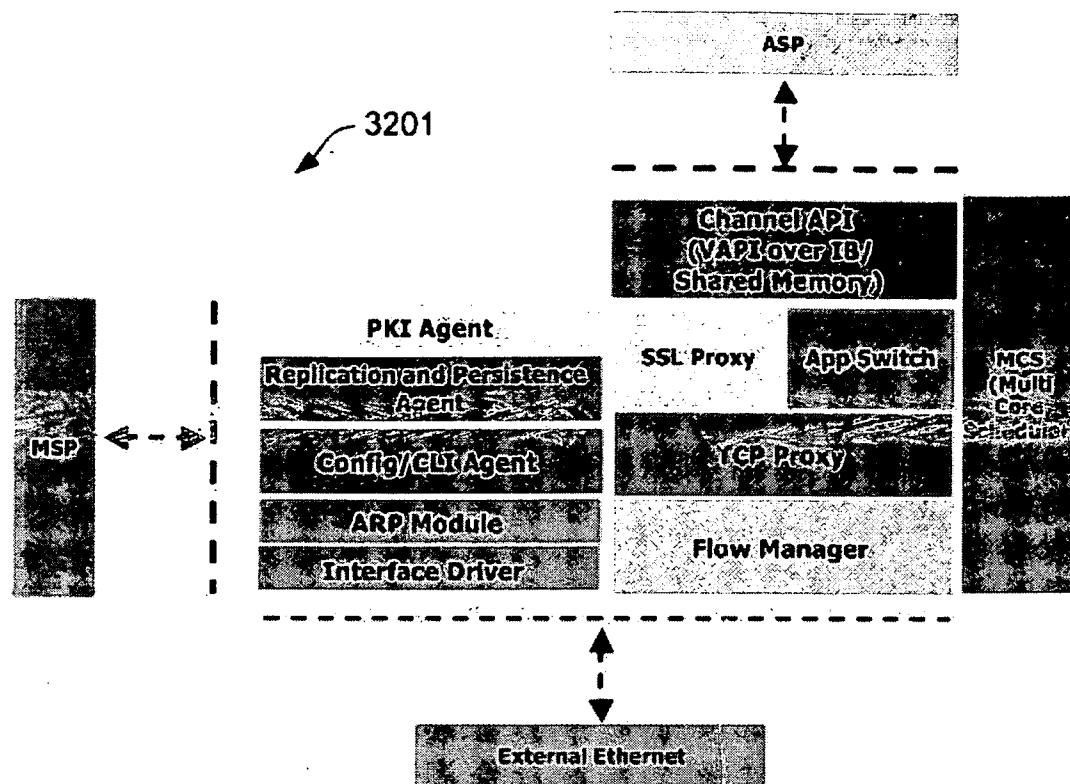 ASP
3201
Channel API
(VAPI over IB/
Shared Memory)
PKI Agent
SSL Proxy
App Switch
MCS
(Multi
Core
Replication and Persistence
Agent
MSP
Config/CLI Agent
TCP Proxy
ARP Module
Flow Manager
Interface Driver
External Ethernet